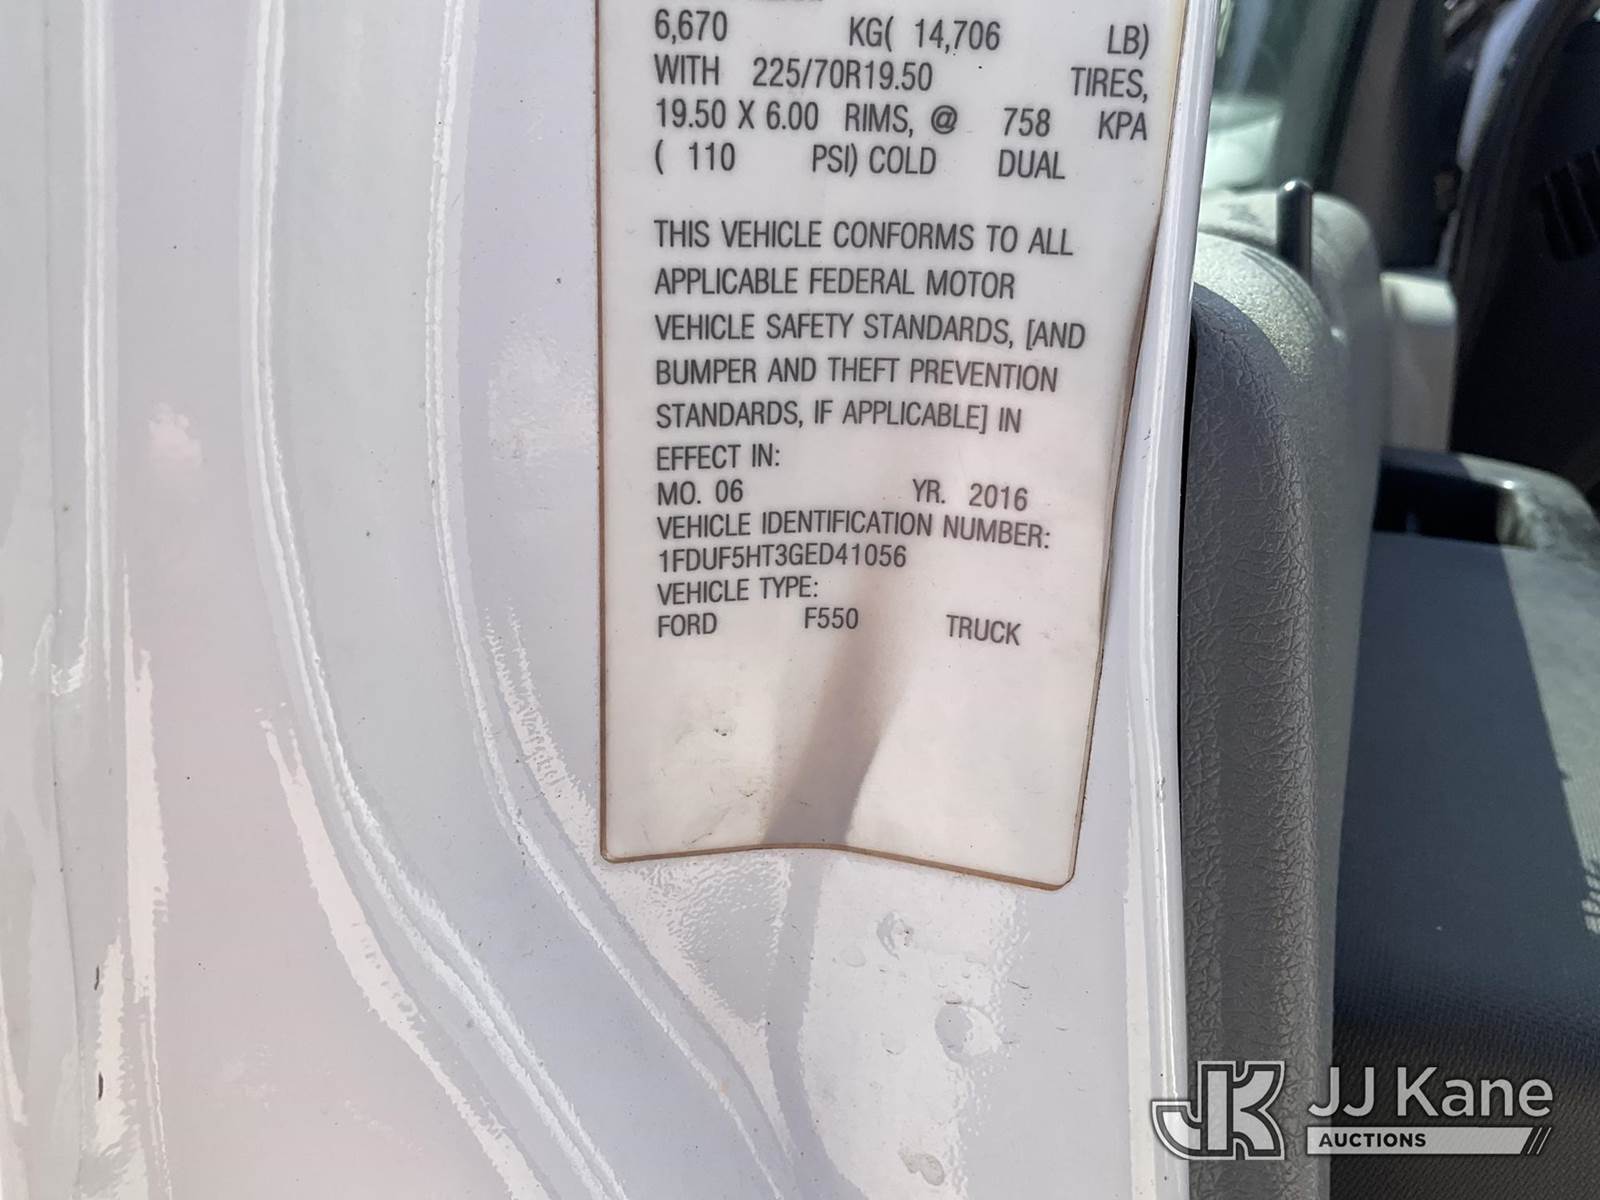 6,670 KG( 14,706 LB)
WITH 225/70R19.50 TIRES,
19.50 X 6.00 RIMS, @ 758 KPA
( 110 PSI) COLD DUAL
THIS VEHICLE CONFORMS TO ALL
APPLICABLE FEDERAL MOTOR
VEHICLE SAFETY STANDARDS, [AND
BUMPER AND THEFT PREVENTION
STANDARDS, IF APPLICABLE] IN
EFFECT IN:
MO. 06 YR. 2016
VEHICLE IDENTIFICATION NUMBER:
1FDUF5HT3GED41056
VEHICLE TYPE:
FORD F550 TRUCK
JK JJ Kane
AUCTIONS